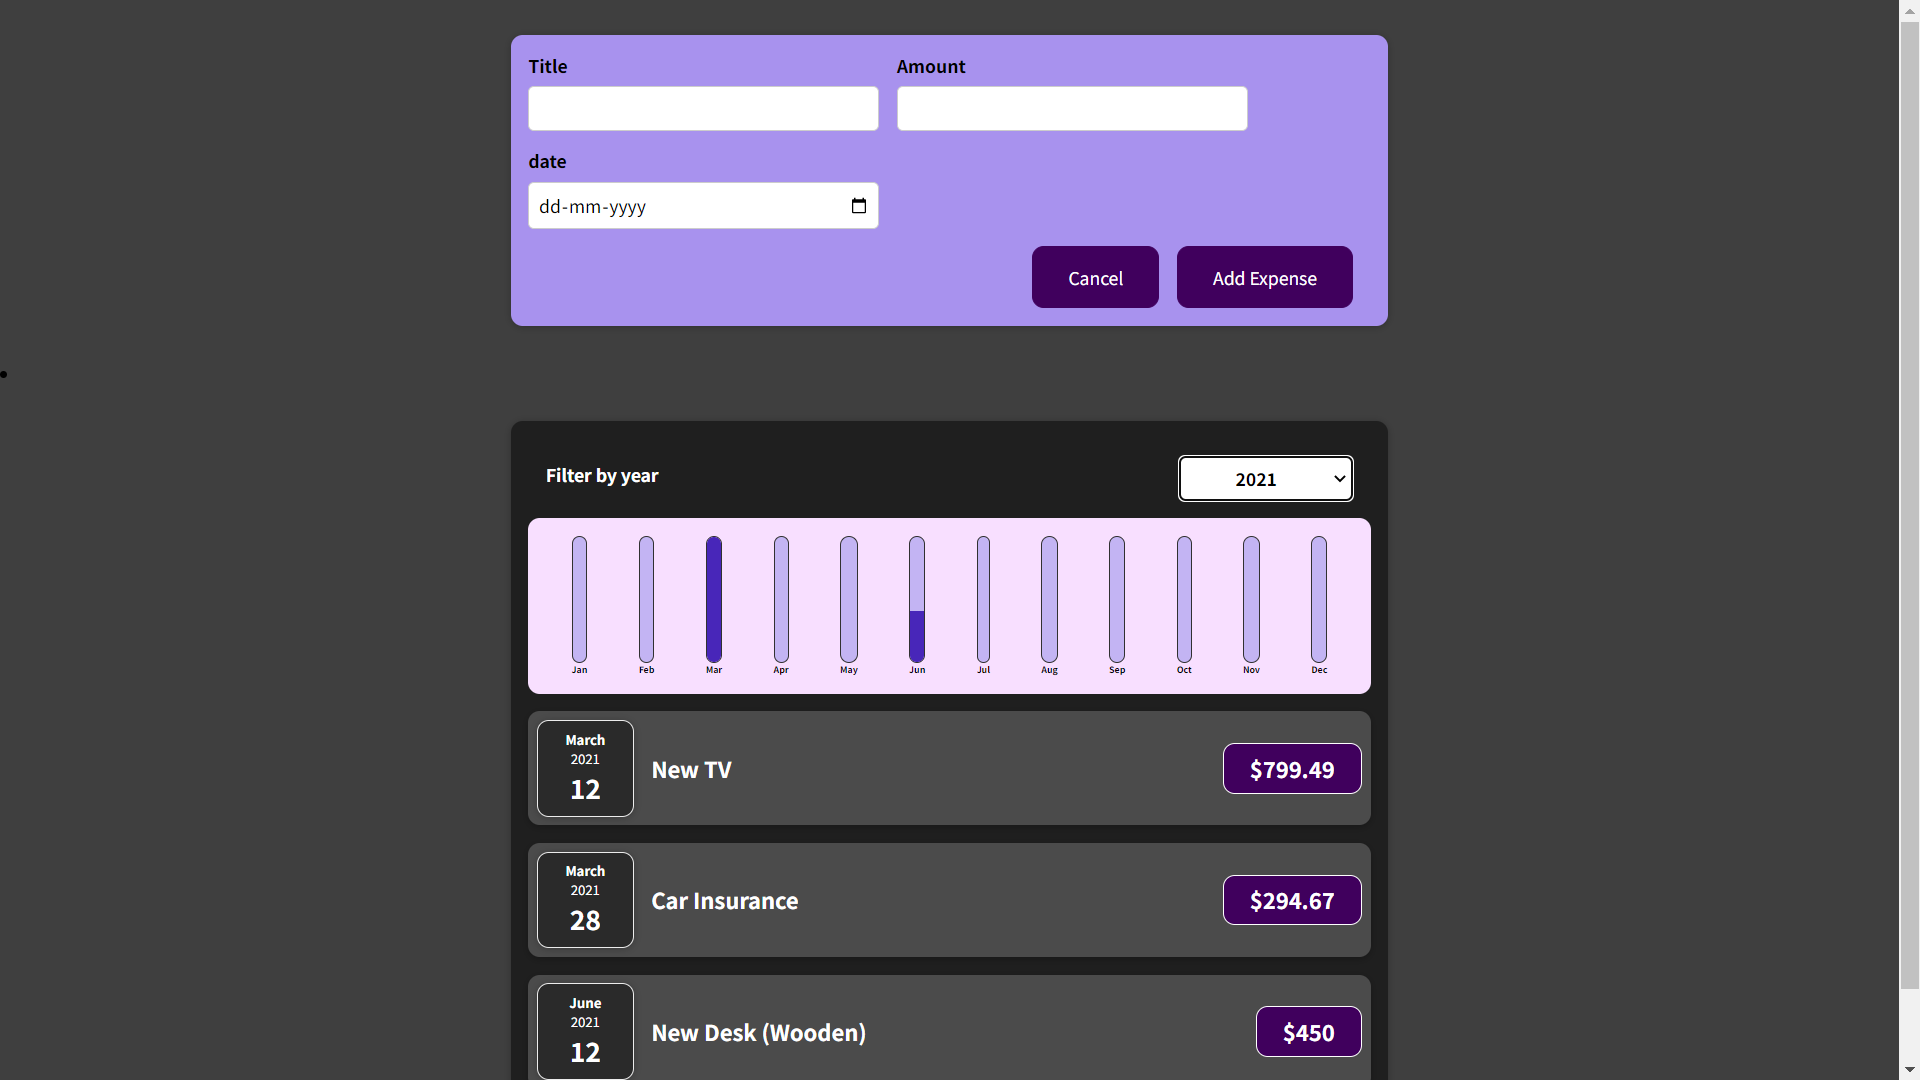 Title
Amount
date
dd-mm-yyyy
Cancel
Add Expense
Filter by year
2021
Jan
Feb
Mar
Apr
May
Jun
Jul
Aug
Sep
Oct
Nov
Dec
March
2021
12
New TV
$799.49
March
2021
28
Car Insurance
$294.67
June
2021
12
New Desk (Wooden)
$450